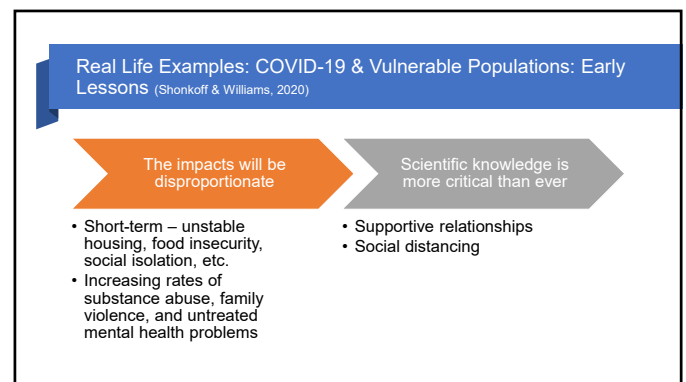 Real Life Examples: COVID-19 & Vulnerable Populations: Early
Lessons (Shonkoff & Williams, 2020)
The impacts will be
disproportionate
• Short-term – unstable
housing, food insecurity,
social isolation, etc.
• Increasing rates of
substance abuse, family
violence, and untreated
mental health problems
Scientific knowledge is
more critical than ever
• Supportive relationships
• Social distancing